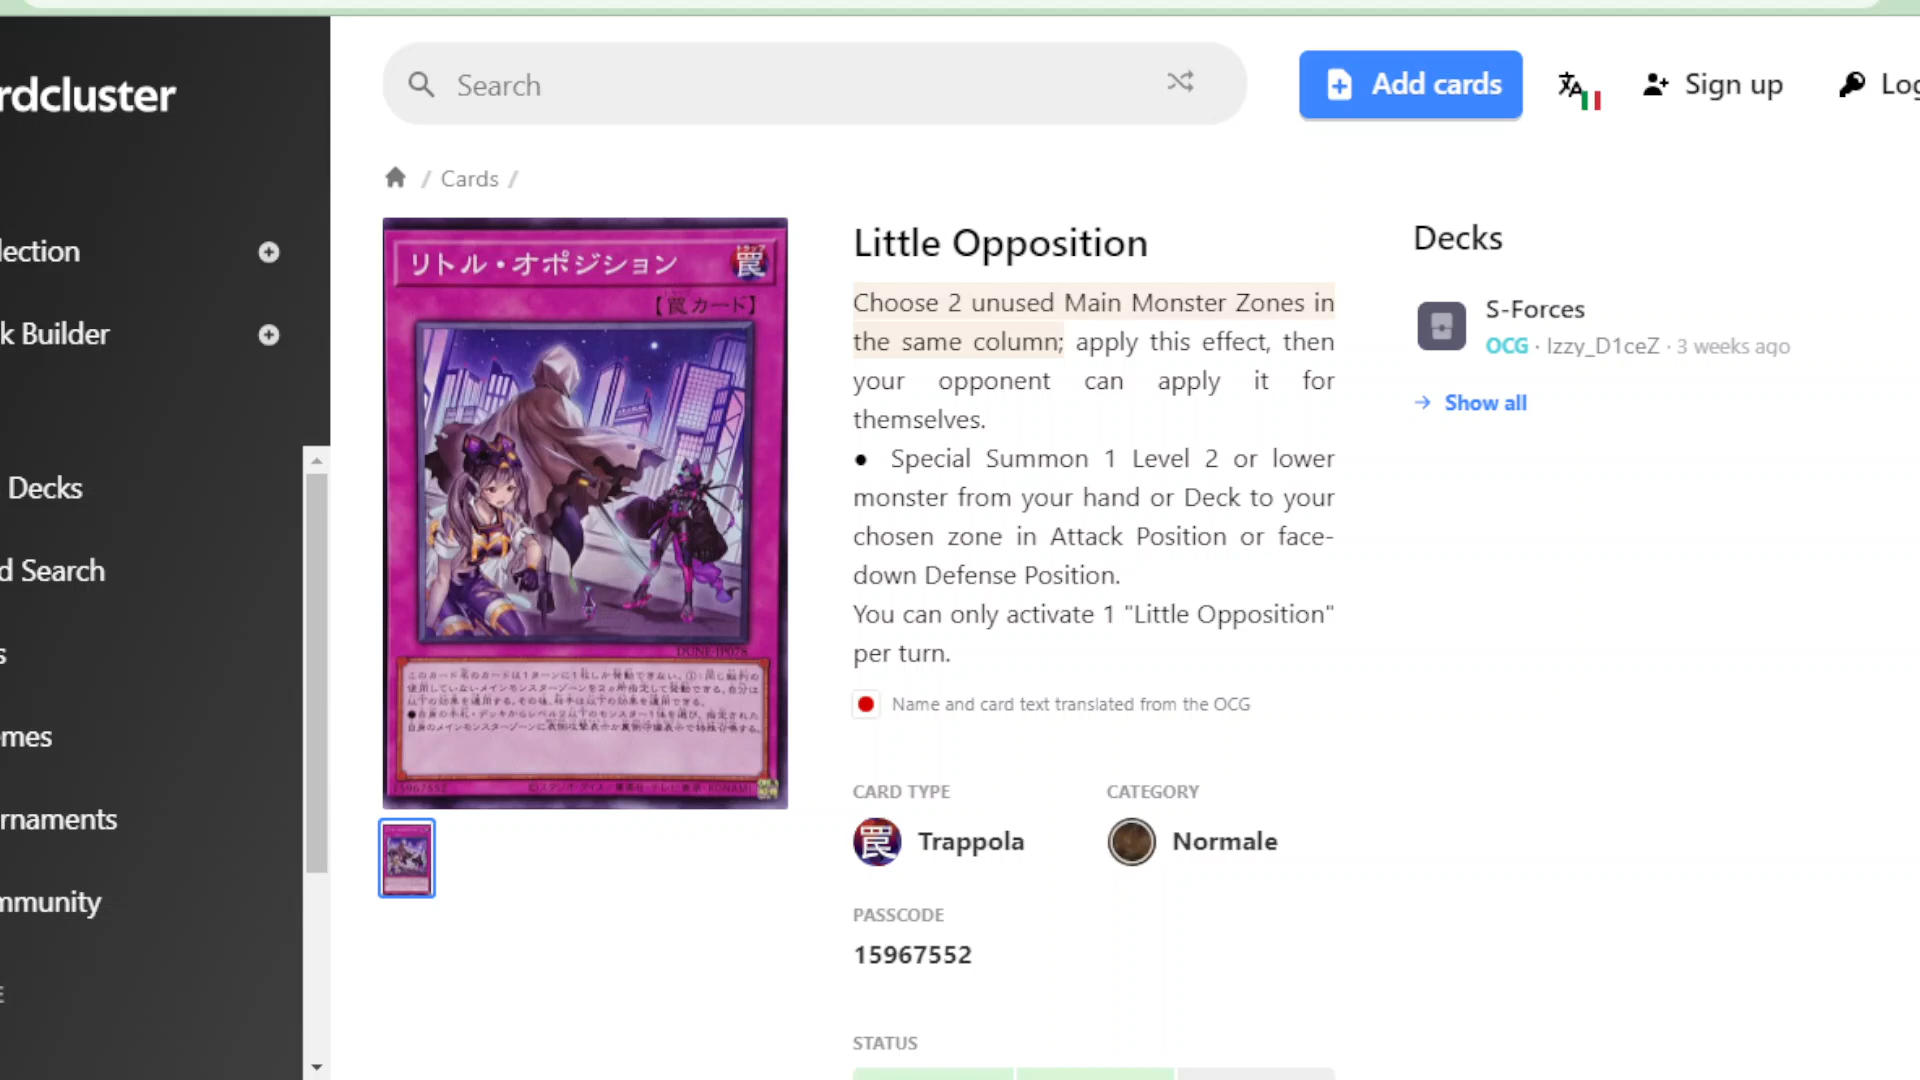 rdcluster
Search
Add cards
Sign up
Log
/ Cards /
lection
k Builder
Decks
d Search
s
mes
rnaments
mmunity
E
リトル・オポジション
罠
【罠カード】
DUNE-JP078
15967552
Little Opposition
Choose 2 unused Main Monster Zones in
the same column; apply this effect, then
your opponent can apply it for
themselves.
● Special Summon 1 Level 2 or lower
monster from your hand or Deck to your
chosen zone in Attack Position or face-
down Defense Position.
You can only activate 1 "Little Opposition"
per turn.
Name and card text translated from the OCG
CARD TYPE
CATEGORY
罠
Trappola
Normale
PASSCODE
15967552
STATUS
Decks
S-Forces
OCG · Izzy_D1ceZ · 3 weeks ago
→ Show all